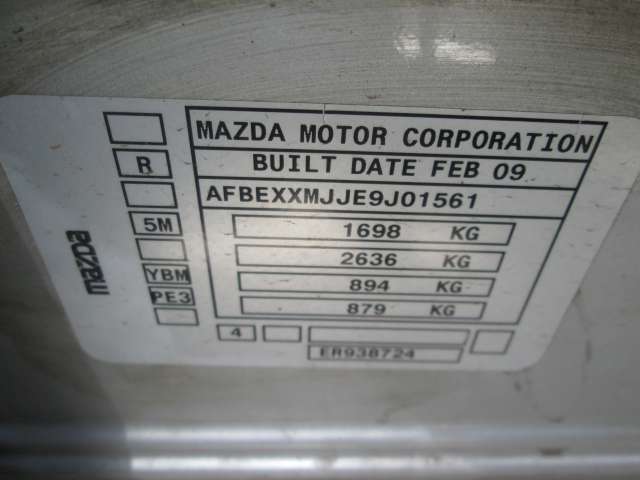 MAZDA MOTOR CORPORATION
R
BUILT DATE FEB 09
AFBEXXMJJE9J01561
5M
1698 KG
2636 KG
YBM
894 KG
PE3
879 KG
4
ER938724
mazda